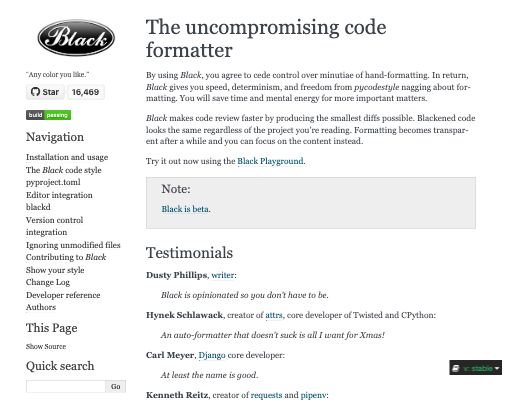 Black
"Any color you like."
Star 16,469
build passing
Navigation
Installation and usage
The Black code style
pyproject.toml
Editor integration
blackd
Version control
integration
Ignoring unmodified files
Contributing to Black
Show your style
Change Log
Developer reference
Authors
This Page
Show Source
Quick search
Go
The uncompromising code
formatter
By using Black, you agree to cede control over minutiae of hand-formatting. In return,
Black gives you speed, determinism, and freedom from pycodestyle nagging about for-
matting. You will save time and mental energy for more important matters.
Black makes code review faster by producing the smallest diffs possible. Blackened code
looks the same regardless of the project you're reading. Formatting becomes transpar-
ent after a while and you can focus on the content instead.
Try it out now using the Black Playground.
Note:
Black is beta.
Testimonials
Dusty Phillips, writer:
Black is opinionated so you don't have to be.
Hynek Schlawack, creator of attrs, core developer of Twisted and CPython:
An auto-formatter that doesn't suck is all I want for Xmas!
Carl Meyer, Django core developer:
At least the name is good.
Kenneth Reitz, creator of requests and pipenv:
v: stable